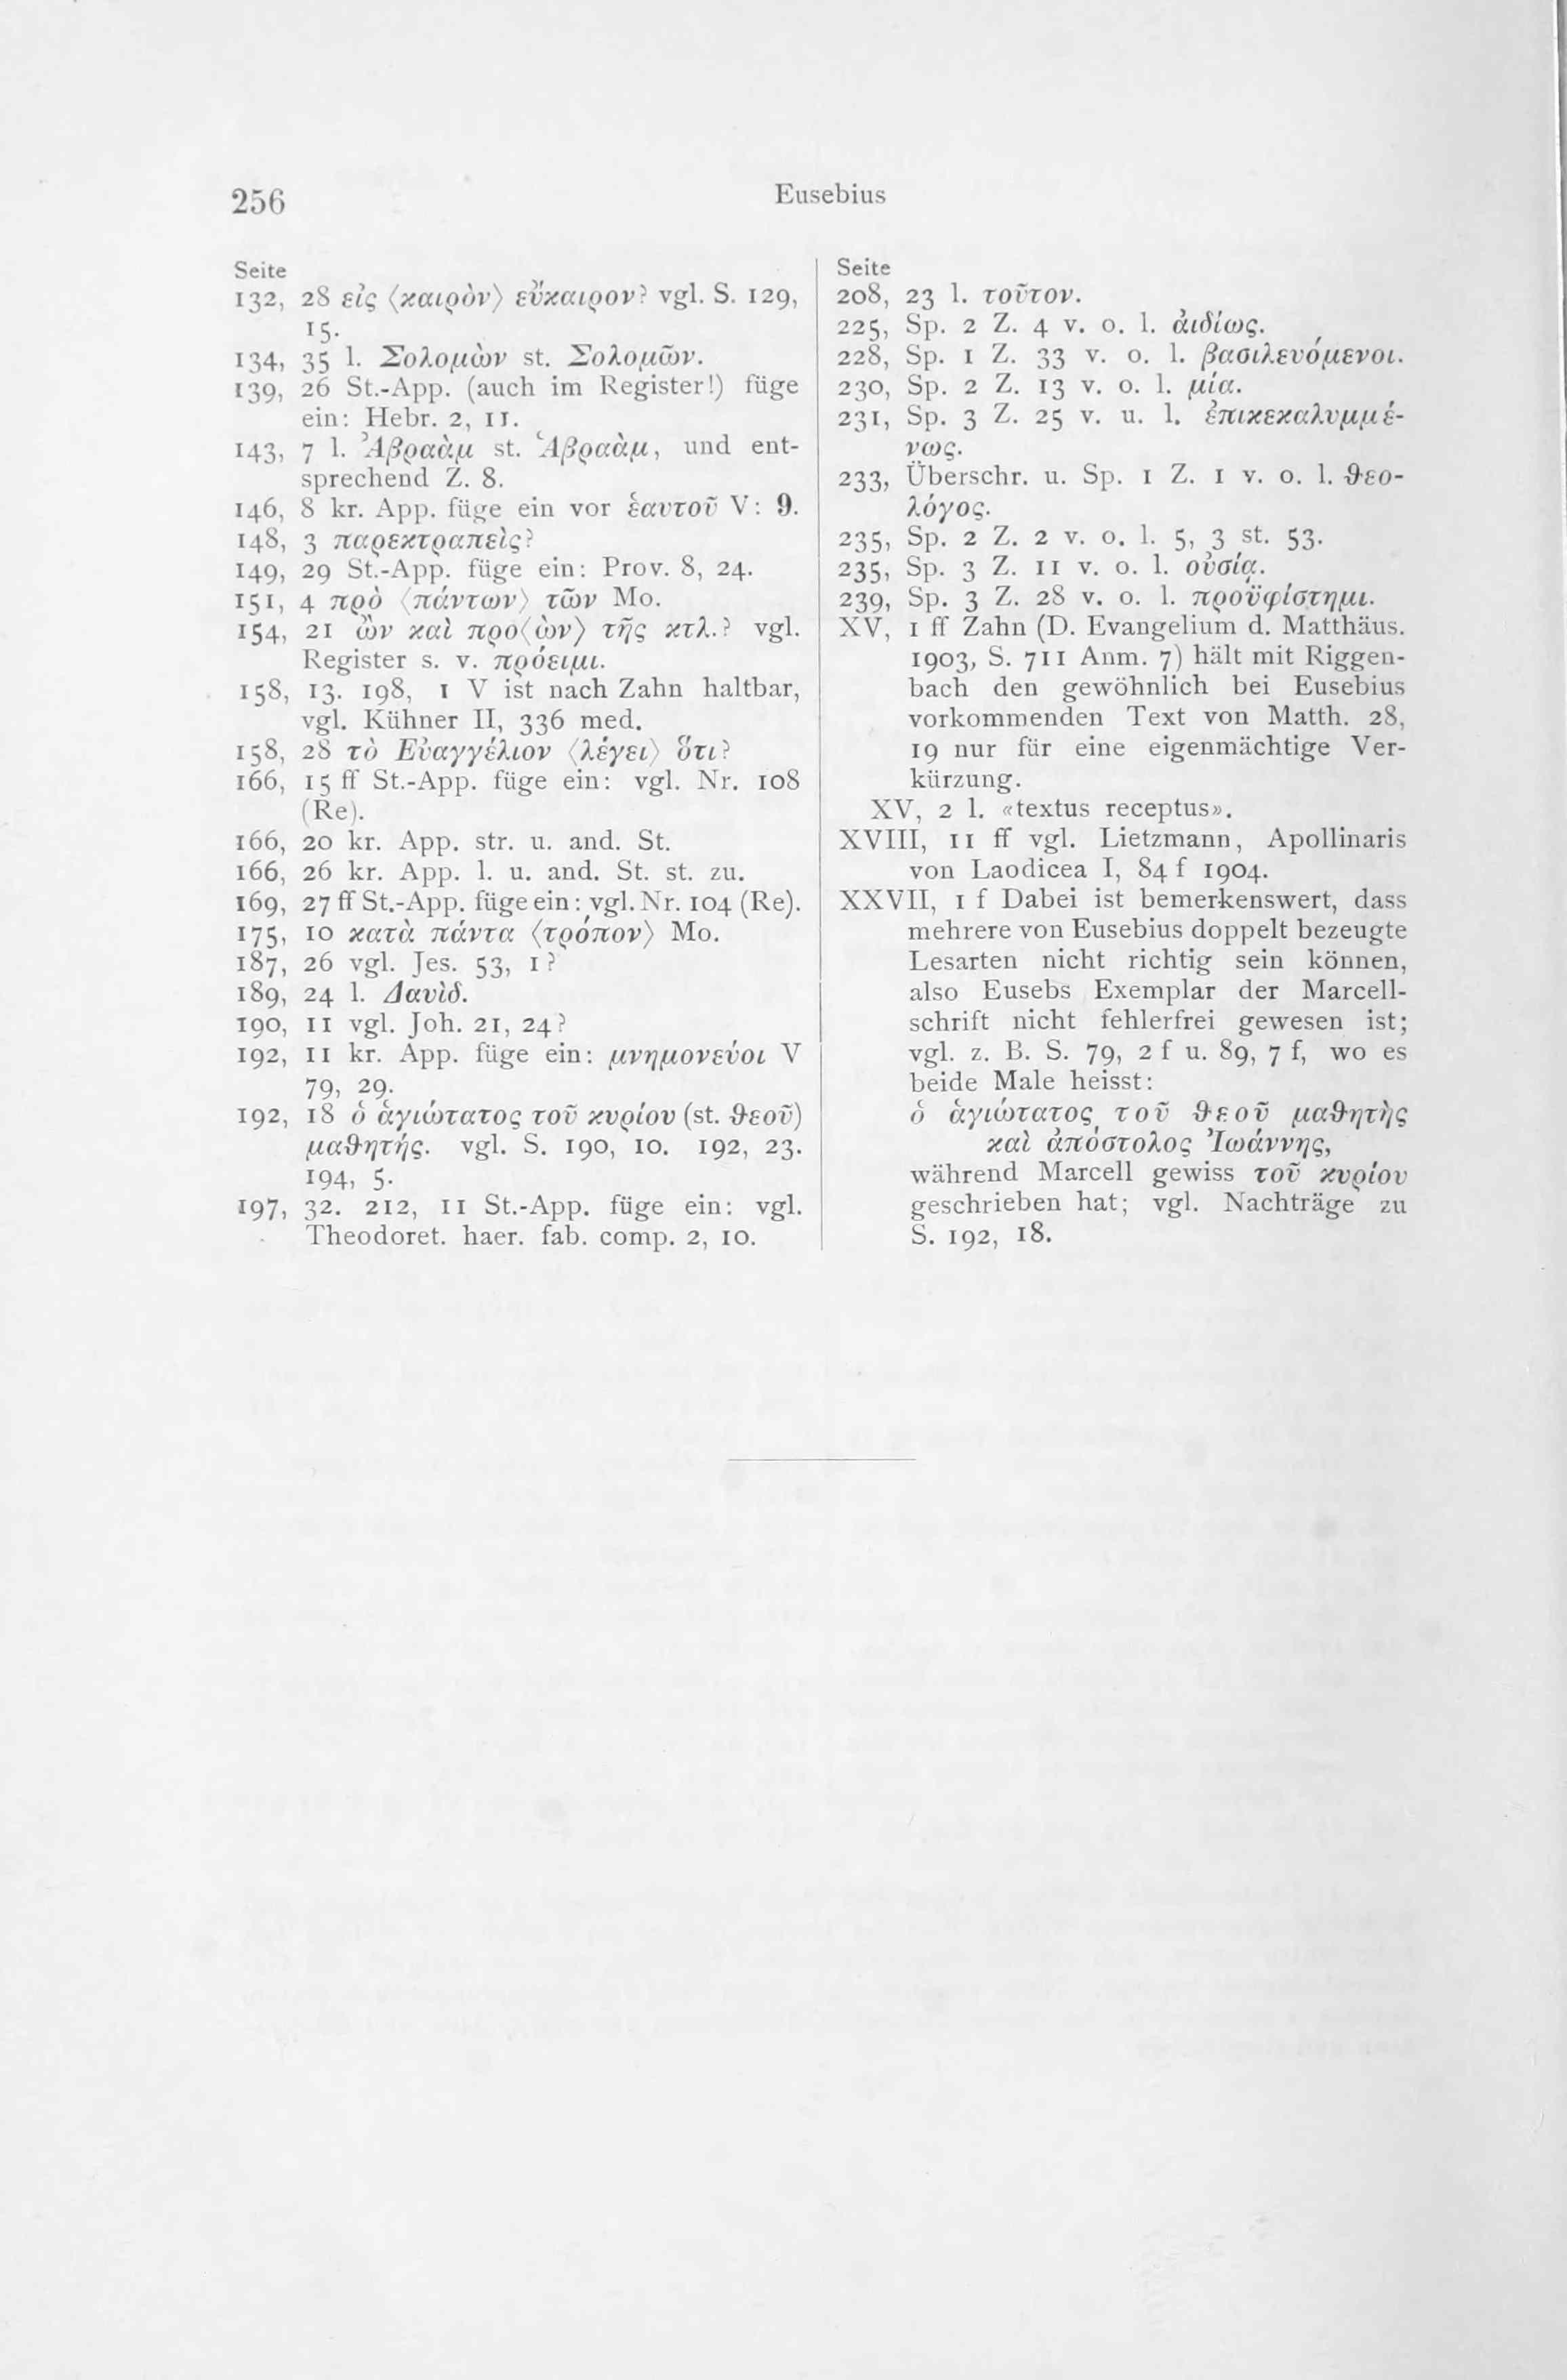 256
Eusebius
Seite
132, 28 εἰς ⟨καιρὸν⟩ εὔκαιρον? vgl. S. 129,
15.
134, 35 l. Σολομὼν st. Σολομῶν.
139, 26 St.-App. (auch im Register!) füge
ein: Hebr. 2, 11.
143, 7 l. Ἀβραὰμ st. Ἁβραὰμ, und ent-
sprechend Z. 8.
146, 8 kr. App. füge ein vor ἑαυτοῦ V: 9.
148, 3 παρεκτραπεὶς?
149, 29 St.-App. füge ein: Prov. 8, 24.
151, 4 πρὸ ⟨πάντων⟩ τῶν Mo.
154, 21 ὢν καὶ προ⟨ὼν⟩ τῆς κτλ.? vgl.
Register s. v. πρόειμι.
158, 13. 198, 1 V ist nach Zahn haltbar,
vgl. Kühner II, 336 med.
158, 28 τὸ Εὐαγγέλιον ⟨λέγει⟩ ὅτι?
166, 15 ff St.-App. füge ein: vgl. Nr. 108
(Re).
166, 20 kr. App. str. u. and. St.
166, 26 kr. App. l. u. and. St. st. zu.
169, 27 ff St.-App. füge ein: vgl. Nr. 104 (Re).
175, 10 κατὰ πάντα ⟨τρόπον⟩ Mo.
187, 26 vgl. Jes. 53, 1?
189, 24 l. Δαυὶδ.
190, 11 vgl. Joh. 21, 24?
192, 11 kr. App. füge ein: μνημονεύοι V
79, 29.
192, 18 ὁ ἁγιώτατος τοῦ κυρίου (st. θεοῦ)
μαθητής. vgl. S. 190, 10. 192, 23.
194, 5.
197, 32. 212, 11 St.-App. füge ein: vgl.
Theodoret. haer. fab. comp. 2, 10.
Seite
208, 23 l. τοῦτον.
225, Sp. 2 Z. 4 v. o. l. ἀιδίως.
228, Sp. 1 Z. 33 v. o. l. βασιλευόμενοι.
230, Sp. 2 Z. 13 v. o. l. μία.
231, Sp. 3 Z. 25 v. u. l. ἐπικεκαλυμμέ-
νως.
233, Überschr. u. Sp. 1 Z. 1 v. o. l. θεο-
λόγος.
235, Sp. 2 Z. 2 v. o. l. 5, 3 st. 53.
235, Sp. 3 Z. 11 v. o. l. οὐσίᾳ.
239, Sp. 3 Z. 28 v. o. l. προϋφίστημι.
XV, 1 ff Zahn (D. Evangelium d. Matthäus.
1903, S. 711 Anm. 7) hält mit Riggen-
bach den gewöhnlich bei Eusebius
vorkommenden Text von Matth. 28,
19 nur für eine eigenmächtige Ver-
kürzung.
XV, 2 l. «textus receptus».
XVIII, 11 ff vgl. Lietzmann, Apollinaris
von Laodicea I, 84 f 1904.
XXVII, 1 f Dabei ist bemerkenswert, dass
mehrere von Eusebius doppelt bezeugte
Lesarten nicht richtig sein können,
also Eusebs Exemplar der Marcell-
schrift nicht fehlerfrei gewesen ist;
vgl. z. B. S. 79, 2 f u. 89, 7 f, wo es
beide Male heisst:
ὁ ἁγιώτατος τοῦ θεοῦ μαθητὴς
καὶ ἀπόστολος Ἰωάννης,
während Marcell gewiss τοῦ κυρίου
geschrieben hat; vgl. Nachträge zu
S. 192, 18.